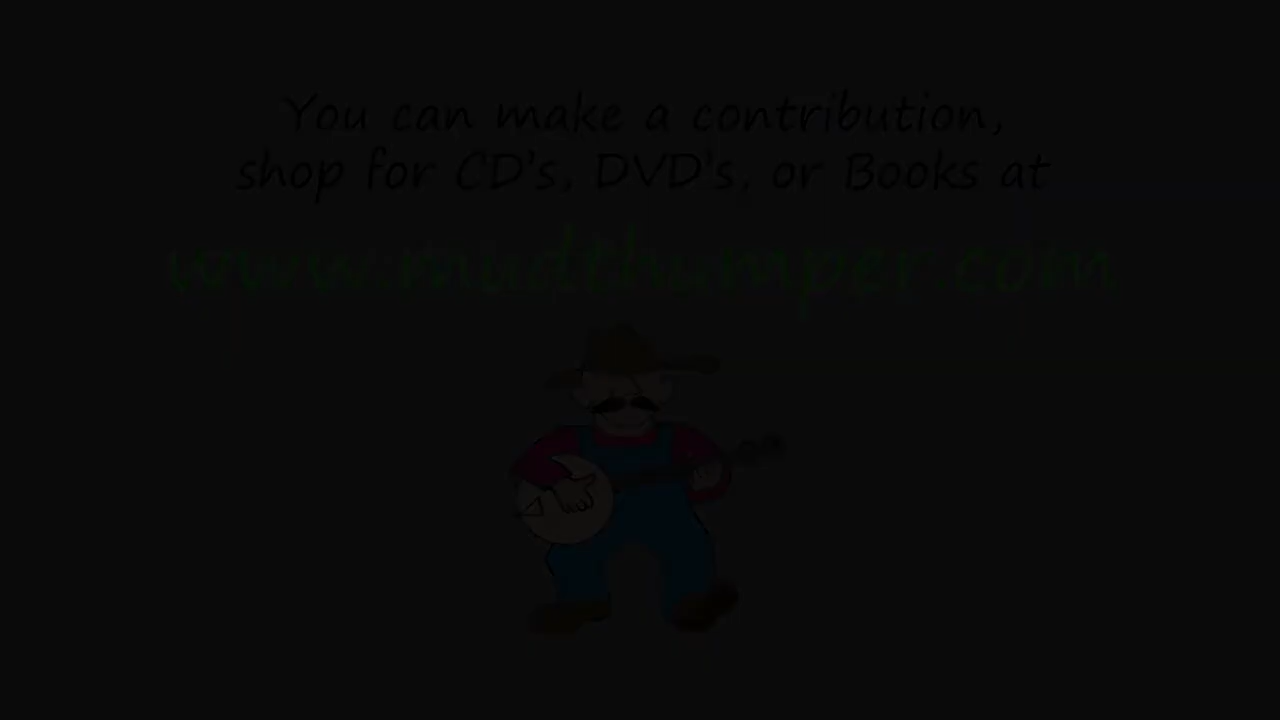 You can make a contribution,
shop for CD's, DVD's, or Books at
www.mudthumper.com